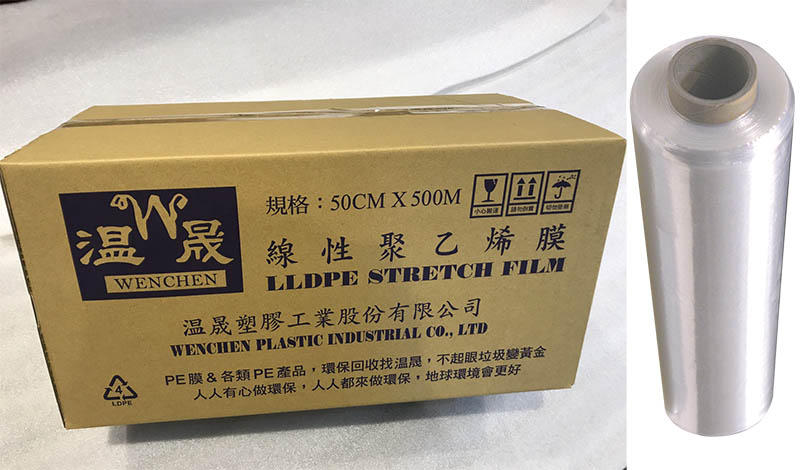 W
溫晟
WENCHEN
規格：50CM X 500M
小心搬運
請勿倒置
切勿受潮
線性聚乙烯膜
LLDPE STRETCH FILM
溫晟塑膠工業股份有限公司
WENCHEN PLASTIC INDUSTRIAL CO., LTD
PE膜&各類PE產品，環保回收找溫晟，不起眼垃圾變黃金
人人有心做環保，人人都來做環保，地球環境會更好
4
LDPE